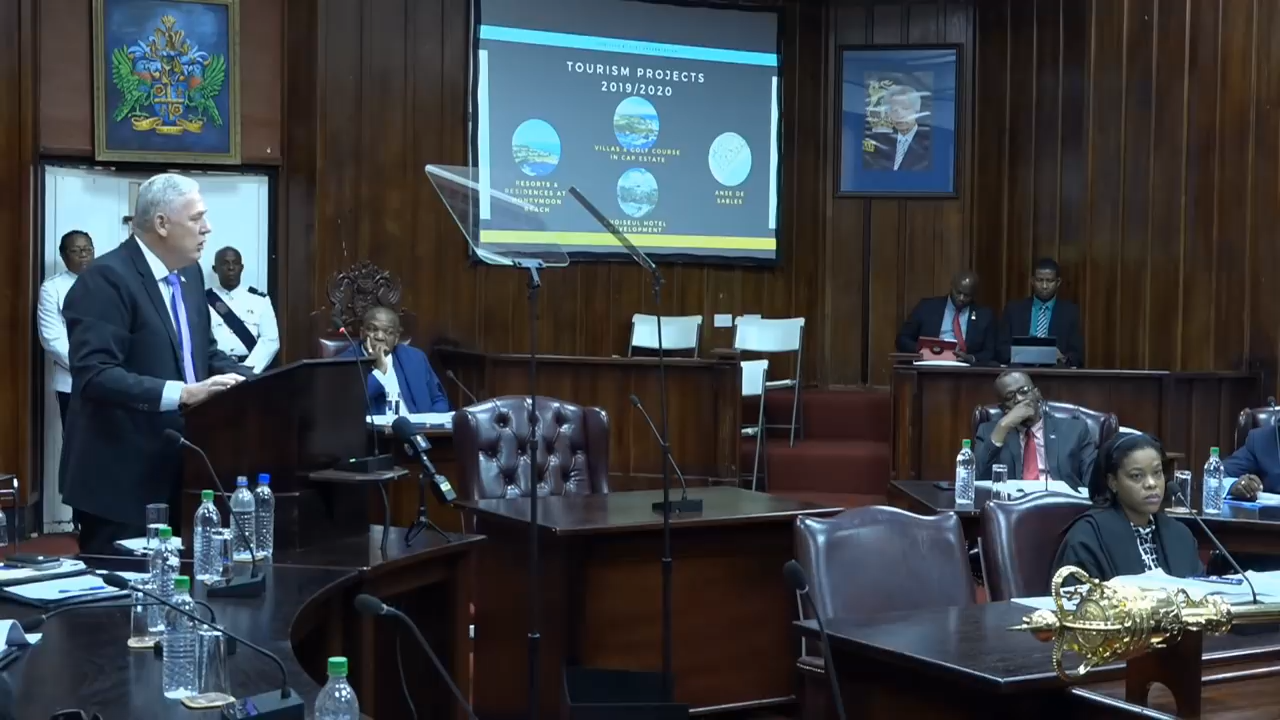 TOURISM PROJECTS
2019/2020
VILLAS & GOLF COURSE
IN CAP ESTATE
RESORTS &
RESIDENCES AT
HONEYMOON
BEACH
ANSE DE
SABLES
CHOISEUL HOTEL
DEVELOPMENT